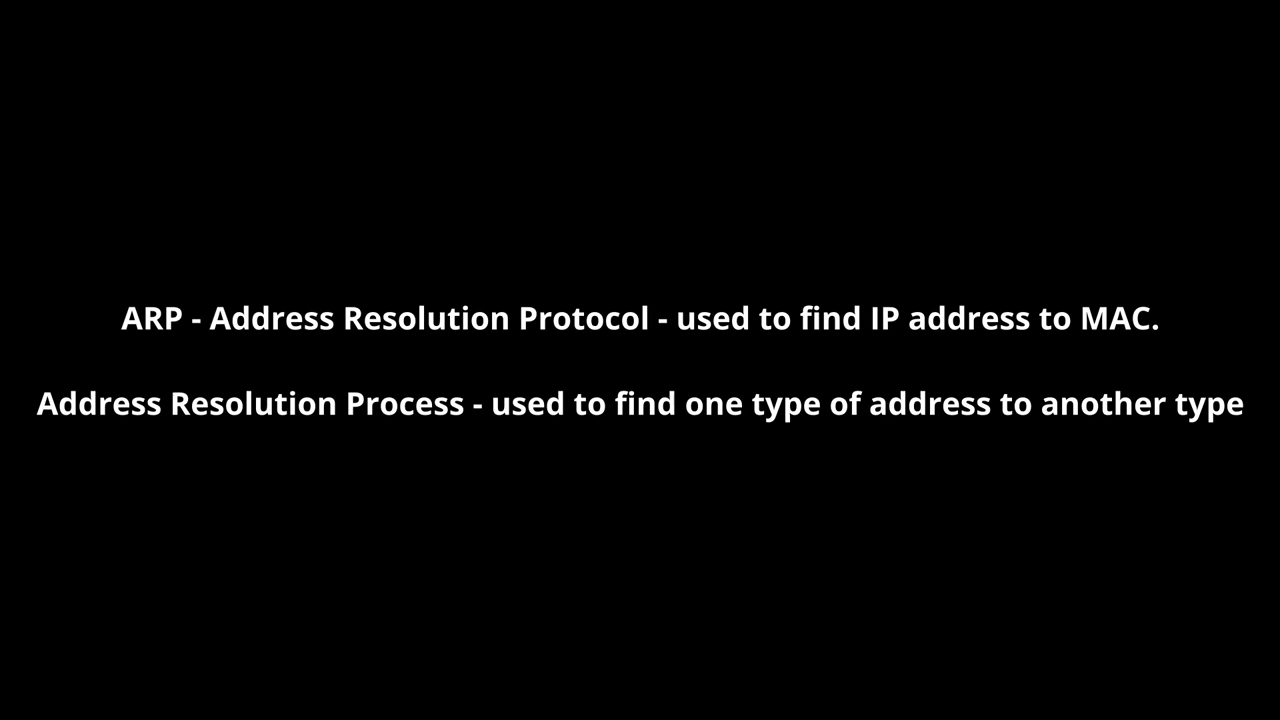 ARP - Address Resolution Protocol - used to find IP address to MAC.
Address Resolution Process - used to find one type of address to another type